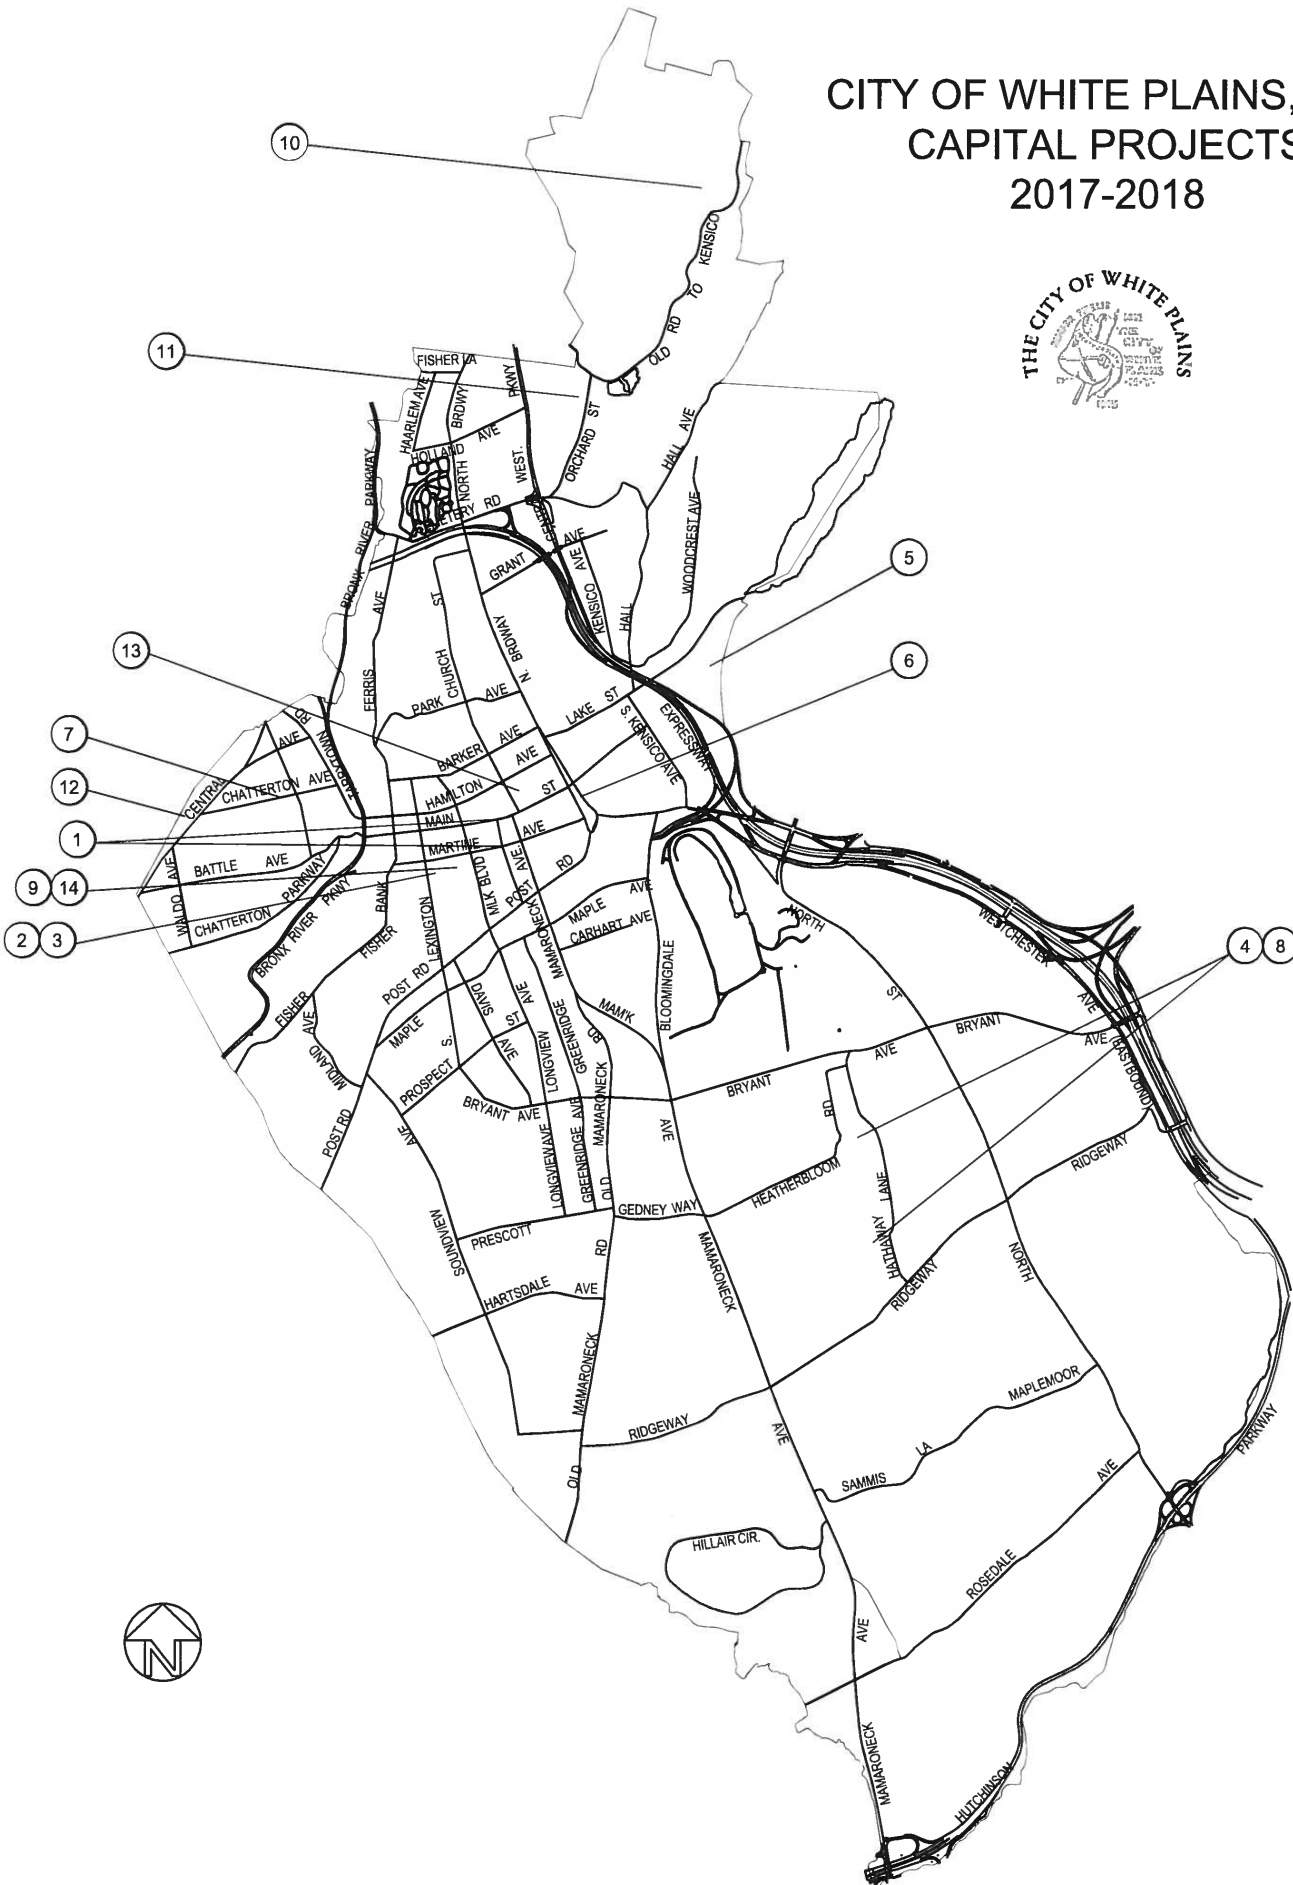 CITY OF WHITE PLAINS,
CAPITAL PROJECTS
2017-2018
THE CITY OF WHITE PLAINS
10
11
FISHER LA
HAARLEM AVE
BRDWY
PKWY
OLD RD TO KENSICO
ORCHARD ST
HALL AVE
HOLLAND AVE
NORTH
WEST.
BRONX RIVER PARKWAY
RD
CENTRAL
AVE
WOODCREST AVE
GRANT
KENSICO AVE
HALL
5
6
13
ST
AVE
FERRIS
CHURCH
N. BRDWAY
PARK AVE
LAKE ST
S. KENSICO AVE
EXPRESSWAY
BARKER AVE
HAMILTON AVE
MAIN ST
MARTINE AVE
TARRYTOWN RD
7
12
1
9 14
2 3
CENTRAL AVE
CHATTERTON AVE
BATTLE AVE
WALDO AVE
CHATTERTON PARKWAY
BRONX RIVER PKWY
BANK
LEXINGTON
MLK BLVD
MAMARONECK AVE.
POST RD
FISHER
FISHER
MAPLE AVE
CARHART AVE
BLOOMINGDALE
NORTH ST
WESTCHESTER AVE
(EASTBOUND)
4 8
POST RD
MIDLAND AVE
MAPLE
S.
DAVIS AVE
PROSPECT ST
LONGVIEW AVE
GREENRIDGE
MAM'K RD
OLD MAMARONECK
BRYANT AVE
BRYANT AVE
BRYANT AVE
POST RD
SOUNDVIEW AVE
LONGVIEW AVE
GREENRIDGE AVE
AVE
HEATHERBLOOM RD
HATHAWAY LANE
RIDGEWAY
PRESCOTT
GEDNEY WAY
HARTSDALE AVE
OLD MAMARONECK RD
MAMARONECK AVE
RIDGEWAY
NORTH
RIDGEWAY
MAPLEMOOR
SAMMIS LA
HILLAIR CIR.
ROSEDALE AVE
PARKWAY
AVE
MAMARONECK
HUTCHINSON
N